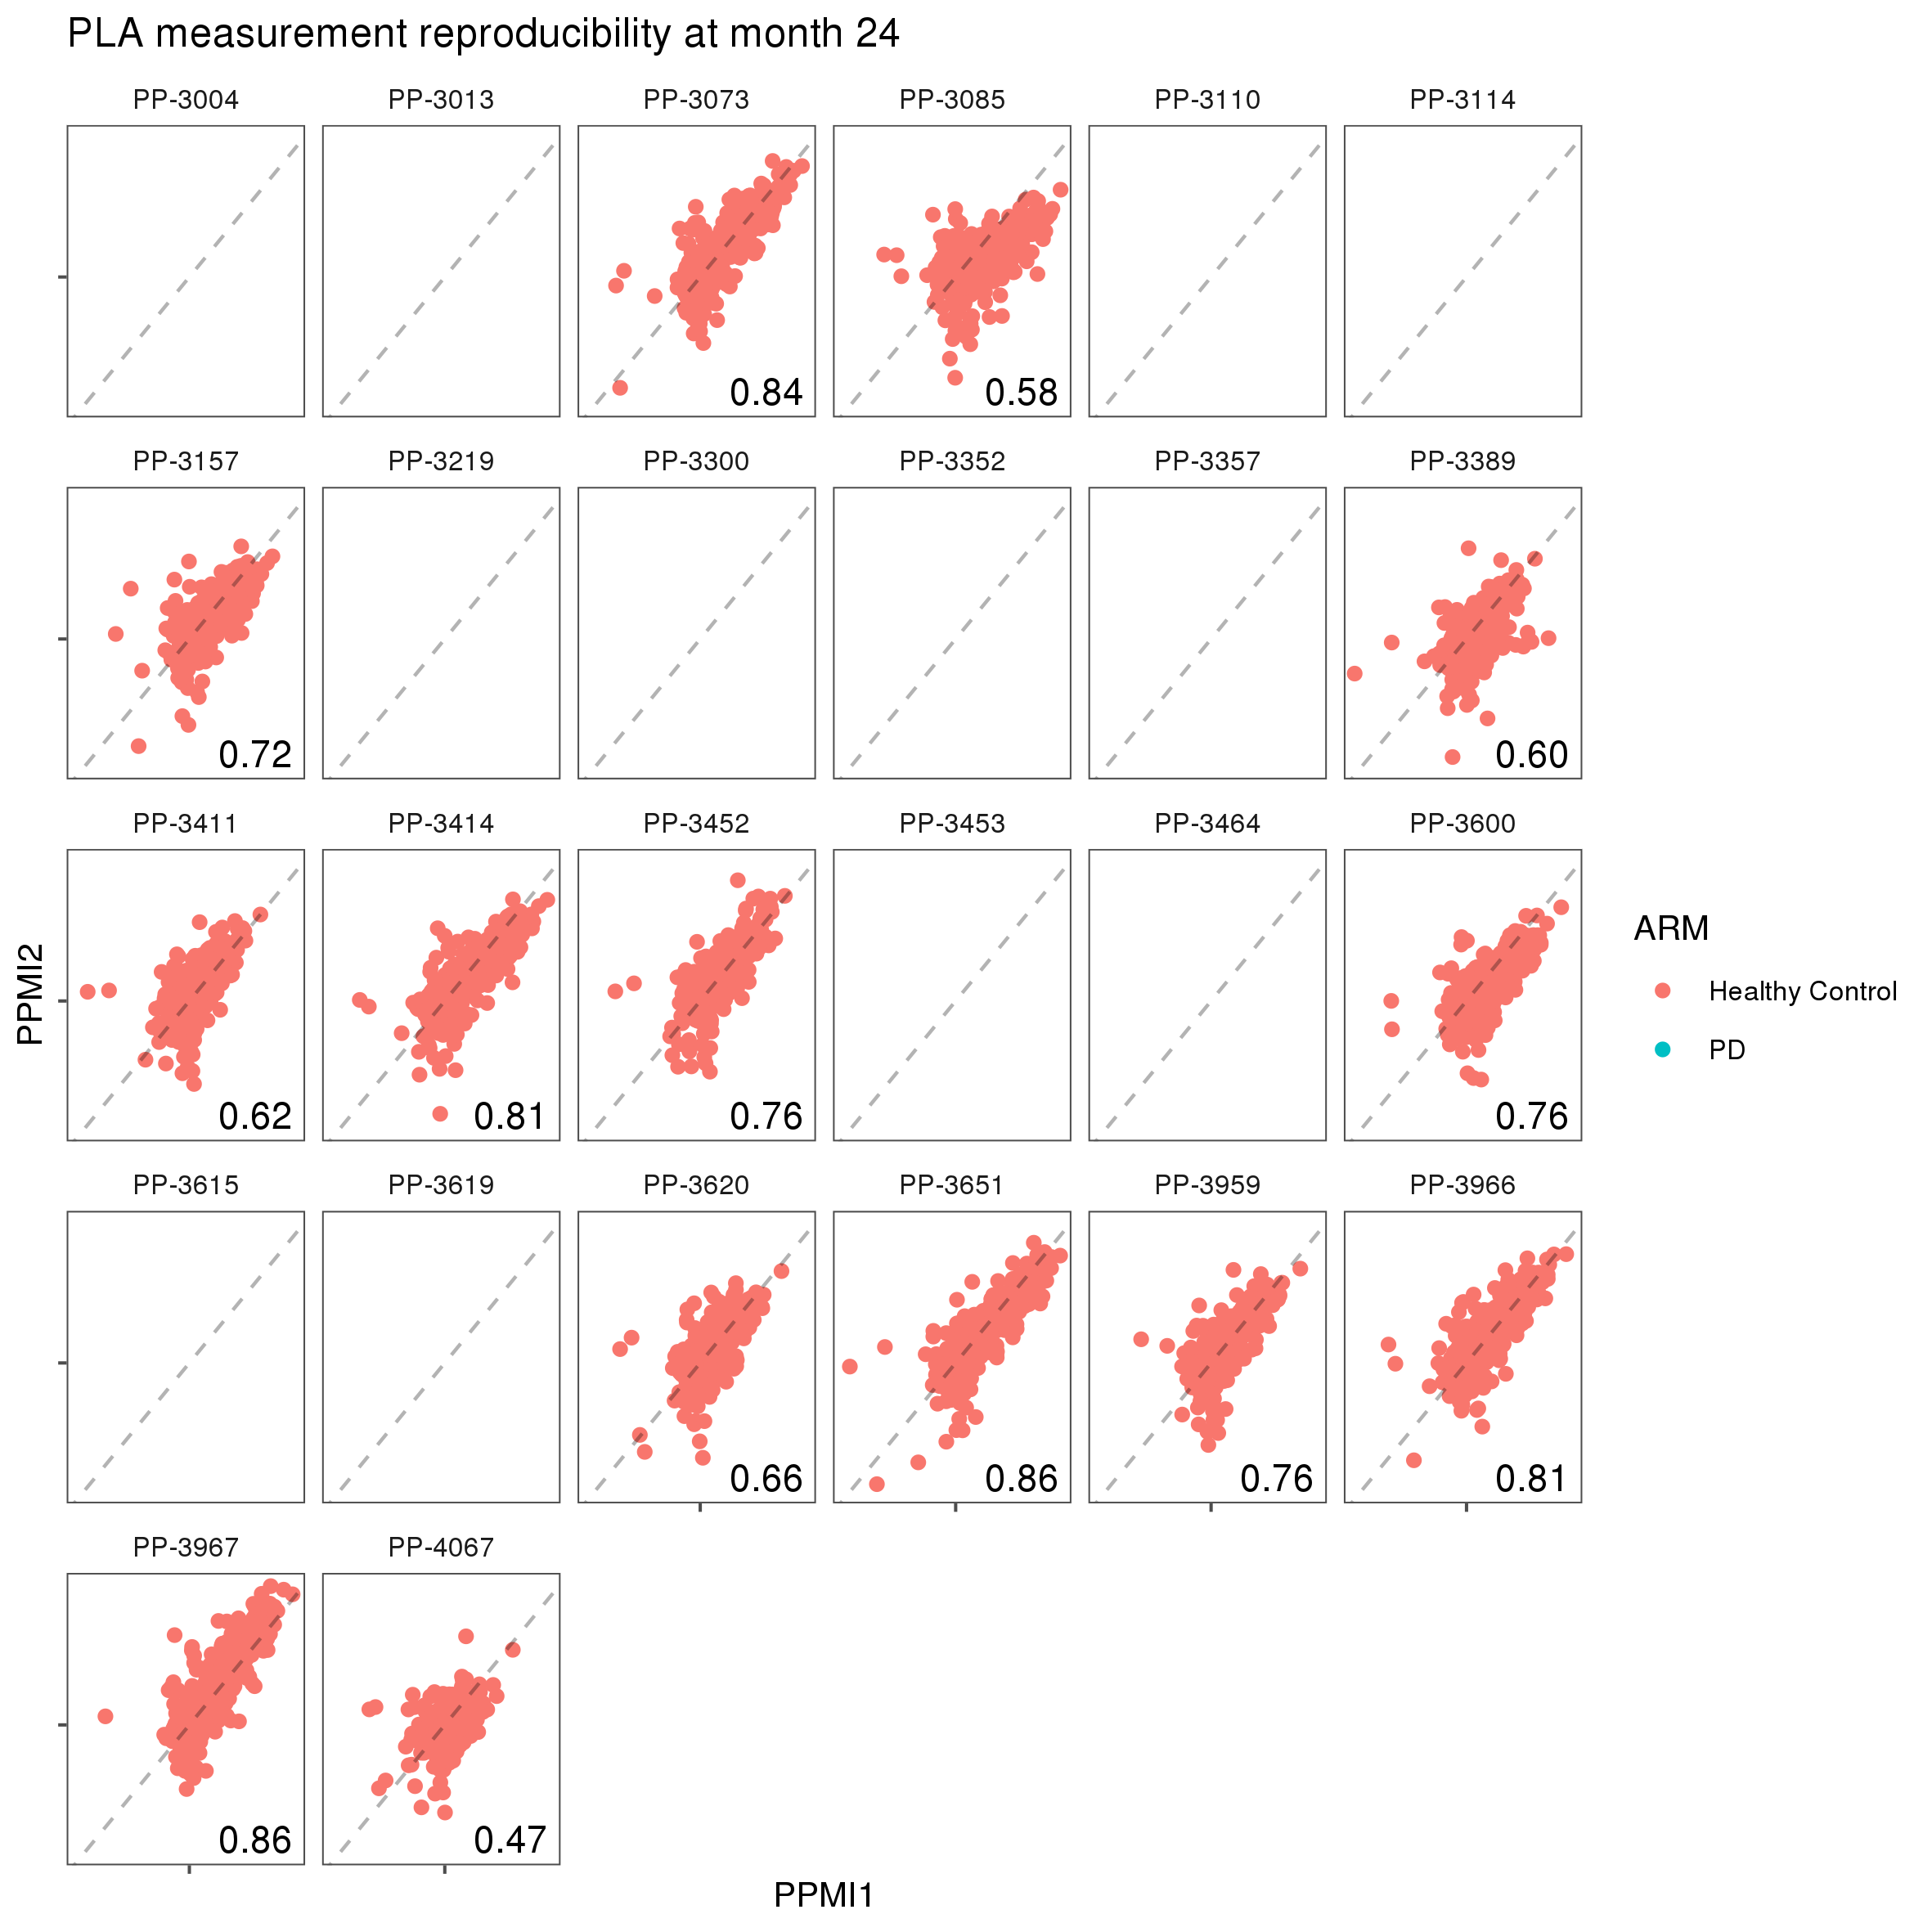 PLA measurement reproducibility at month 24
PP-3004 PP-3013 PP-3073 PP-3085 PP-3110 PP-3114
0.84 0.58
PP-3157 PP-3219 PP-3300 PP-3352 PP-3357 PP-3389
0.72 0.60
PP-3411 PP-3414 PP-3452 PP-3453 PP-3464 PP-3600
0.62 0.81 0.76 0.76
PP-3615 PP-3619 PP-3620 PP-3651 PP-3959 PP-3966
0.66 0.86 0.76 0.81
PP-3967 PP-4067
0.86 0.47
PPMI1
PPMI2
ARM
Healthy Control
PD